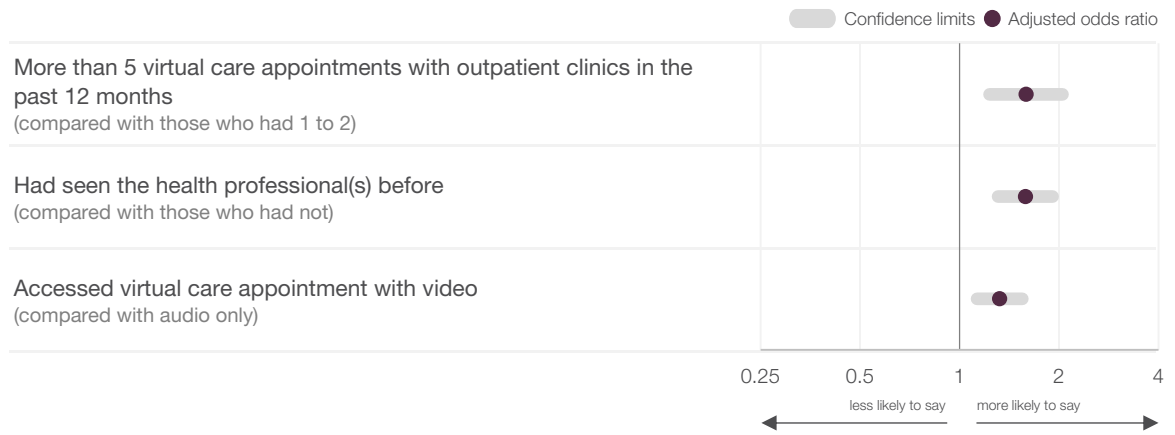 Confidence limits Adjusted odds ratio
More than 5 virtual care appointments with outpatient clinics in the
past 12 months
(compared with those who had 1 to 2)
Had seen the health professional(s) before
(compared with those who had not)
Accessed virtual care appointment with video
(compared with audio only)
0.25 0.5 1 2 4
less likely to say more likely to say